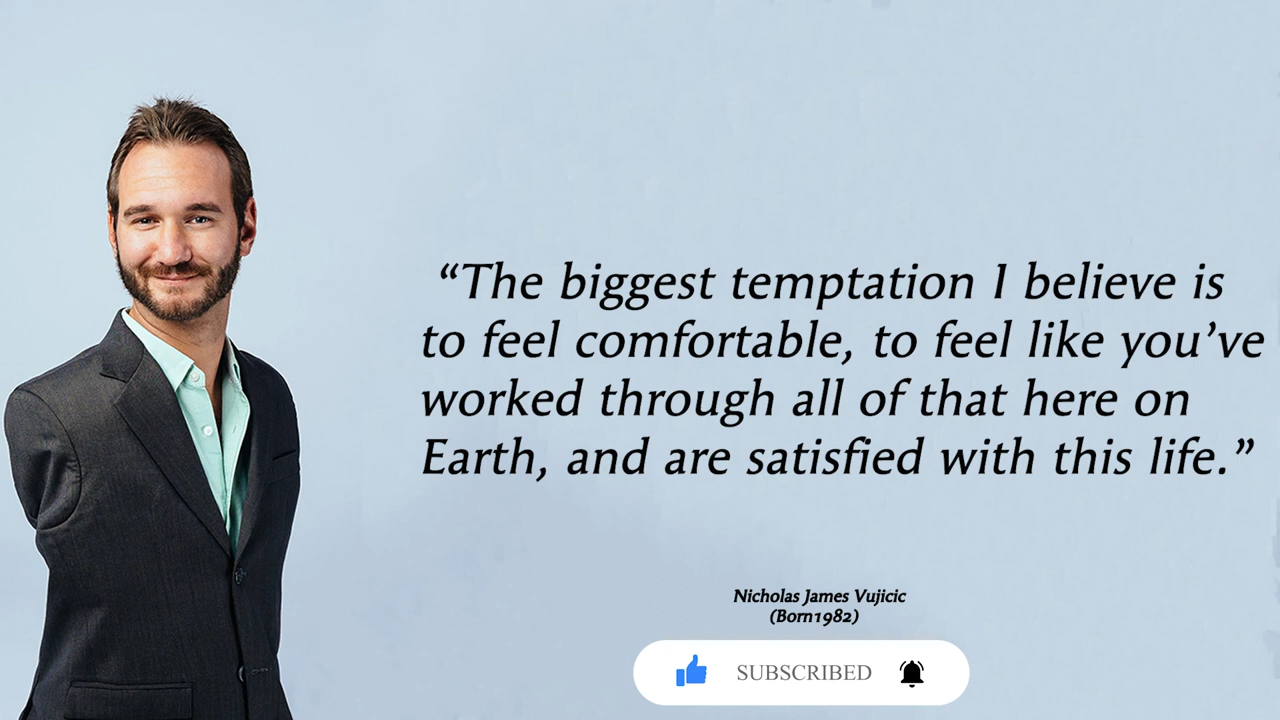 “The biggest temptation I believe is
to feel comfortable, to feel like you’ve
worked through all of that here on
Earth, and are satisfied with this life.”
Nicholas James Vujicic
(Born1982)
SUBSCRIBED